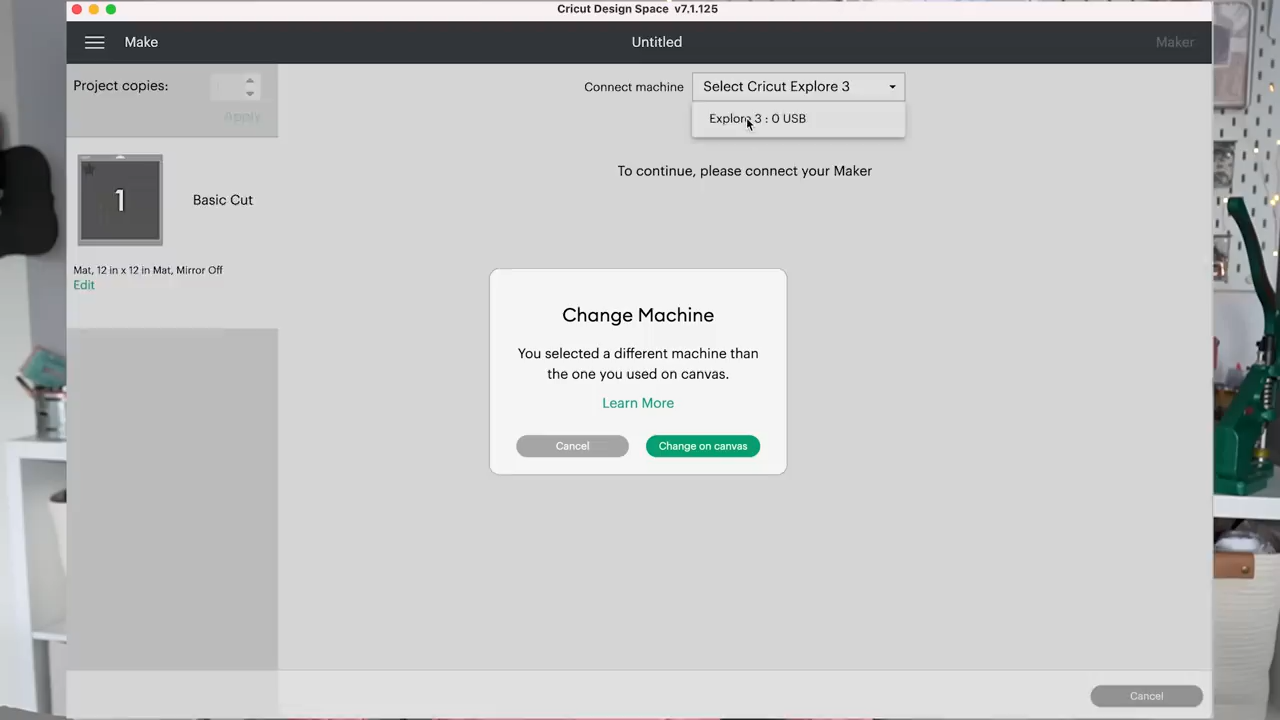 Cricut Design Space v7.1.125
Make
Untitled
Maker
Project copies:
Apply
Connect machine
Select Cricut Explore 3
Explore 3 : 0 USB
To continue, please connect your Maker
1
Basic Cut
Mat, 12 in x 12 in Mat, Mirror Off
Edit
Change Machine
You selected a different machine than
the one you used on canvas.
Learn More
Cancel
Change on canvas
Cancel